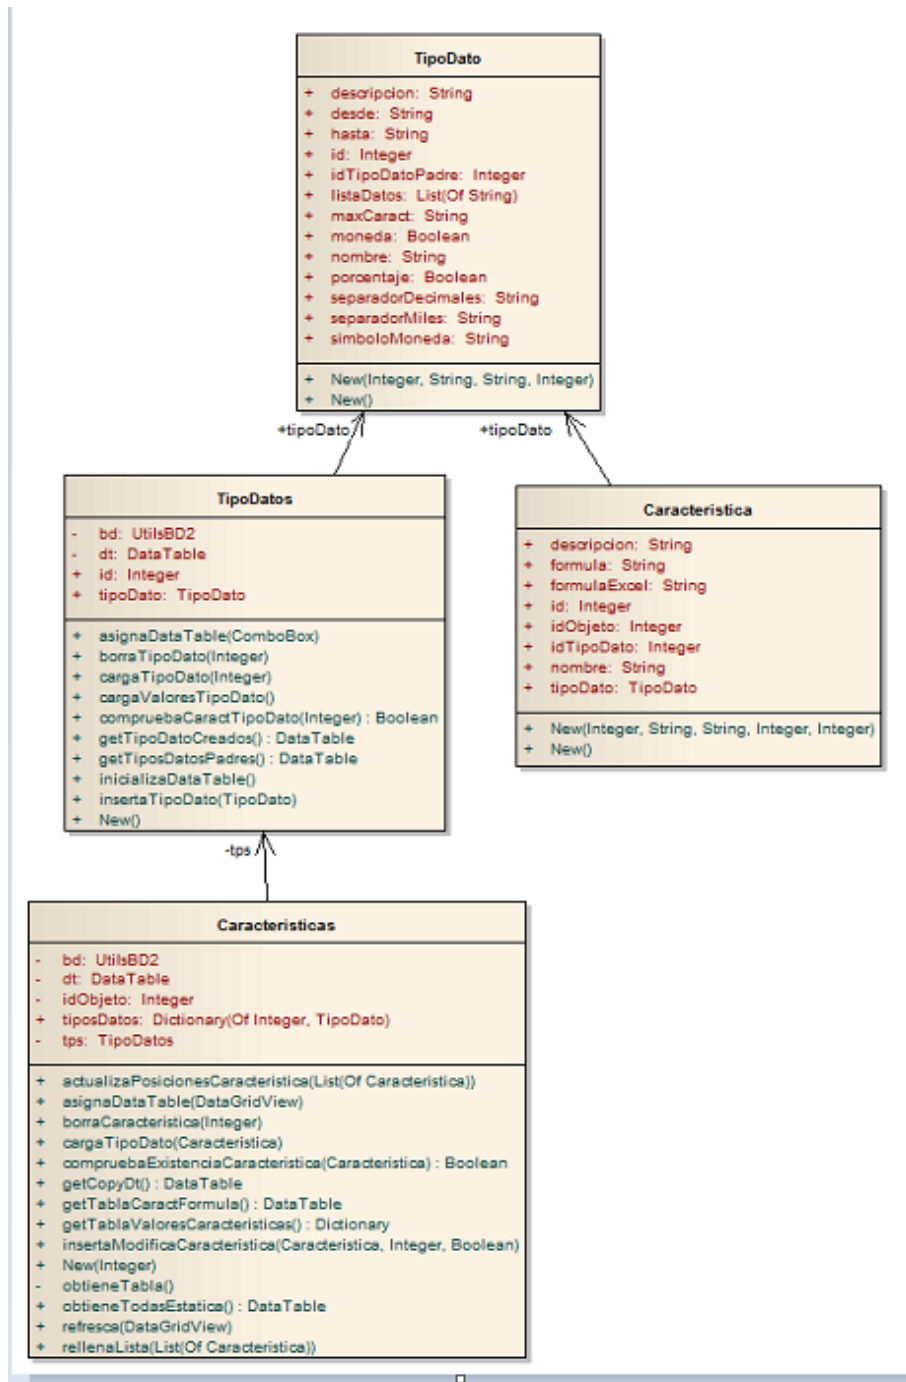 TipoDato
+ descripcion: String
+ desde: String
+ hasta: String
+ id: Integer
+ idTipoDatoPadre: Integer
+ listaDatos: List(Of String)
+ maxCaract: String
+ moneda: Boolean
+ nombre: String
+ porcentaje: Boolean
+ separadorDecimales: String
+ separadorMiles: String
+ simboloMoneda: String
+ New(Integer, String, String, Integer)
+ New()
+tipoDato
+tipoDato
TipoDatos
- bd: UtilsBD2
- dt: DataTable
+ id: Integer
+ tipoDato: TipoDato
+ asignaDataTable(ComboBox)
+ borraTipoDato(Integer)
+ cargaTipoDato(Integer)
+ cargaValoresTipoDato()
+ compruebaCaractTipoDato(Integer) : Boolean
+ getTipoDatoCreados() : DataTable
+ getTiposDatosPadres() : DataTable
+ inicializaDataTable()
+ insertaTipoDato(TipoDato)
+ New()
Caracteristica
+ descripcion: String
+ formula: String
+ formulaExcel: String
+ id: Integer
+ idObjeto: Integer
+ idTipoDato: Integer
+ nombre: String
+ tipoDato: TipoDato
+ New(Integer, String, String, Integer, Integer)
+ New()
-tps
Caracteristicas
- bd: UtilsBD2
- dt: DataTable
- idObjeto: Integer
+ tiposDatos: Dictionary(Of Integer, TipoDato)
- tps: TipoDatos
+ actualizaPosicionesCaracteristica(List(Of Caracteristica))
+ asignaDataTable(DataGridView)
+ borraCaracteristica(Integer)
+ cargaTipoDato(Caracteristica)
+ compruebaExistenciaCaracteristica(Caracteristica) : Boolean
+ getCopyDt() : DataTable
+ getTablaCaractFormula() : DataTable
+ getTablaValoresCaracteristicas() : Dictionary
+ insertaModificaCaracteristica(Caracteristica, Integer, Boolean)
+ New(Integer)
- obtieneTabla()
+ obtieneTodasEstatica() : DataTable
+ refresca(DataGridView)
+ rellenaLista(List(Of Caracteristica))